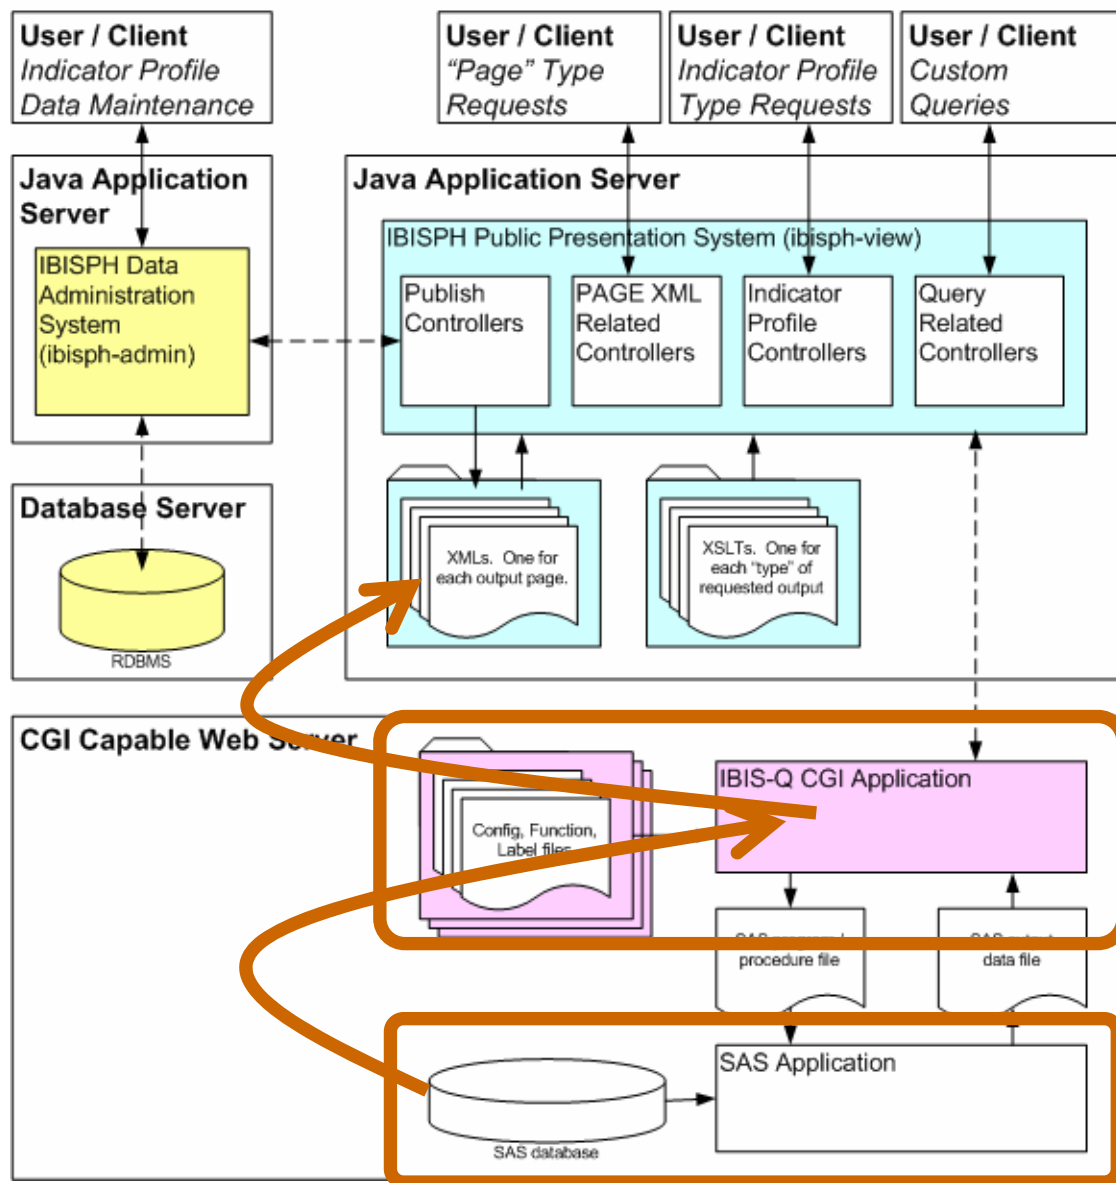 User / Client
Indicator Profile
Data Maintenance
User / Client
“Page” Type
Requests
User / Client
Indicator Profile
Type Requests
User / Client
Custom
Queries
Java Application
Server
IBISPH Data
Administration
System
(ibisph-admin)
Java Application Server
IBISPH Public Presentation System (ibisph-view)
Publish
Controllers
PAGE XML
Related
Controllers
Indicator
Profile
Controllers
Query
Related
Controllers
Database Server
RDBMS
XMLs. One for
each output page.
XSLTs. One for
each “type” of
requested output
CGI Capable Web Server
Config, Function,
Label files
IBIS-Q CGI Application
procedure file
data file
SAS Application
SAS database